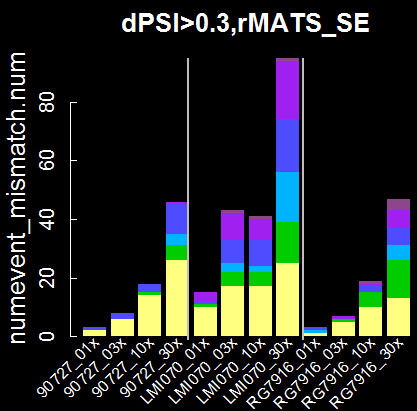 dPSI>0.3,rMATS_SE
numevent_mismatch.num
80
60
40
20
0
90727_01x
90727_03x
90727_10x
90727_30x
LMI070_01x
LMI070_03x
LMI070_10x
LMI070_30x
RG7916_01x
RG7916_03x
RG7916_10x
RG7916_30x